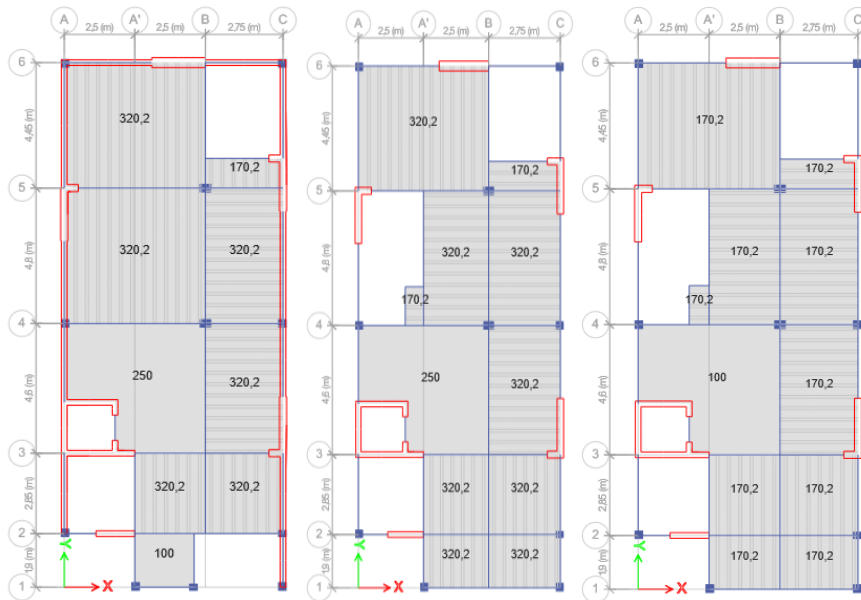 A A' B C A A' B C A A' B C
2,5 (m) 2,5 (m) 2,75 (m) 2,5 (m) 2,5 (m) 2,75 (m) 2,5 (m) 2,5 (m) 2,75 (m)
6 6 6
4,45 (m) 320,2 4,45 (m) 320,2 4,45 (m) 170,2
170,2 170,2 170,2
5 5 5
4,8 (m) 320,2 320,2 4,8 (m) 320,2 320,2 4,8 (m) 170,2 170,2
170,2 170,2
4 4 4
4,6 (m) 250 320,2 4,6 (m) 250 320,2 4,6 (m) 100 170,2
3 3 3
2,85 (m) 320,2 320,2 2,85 (m) 320,2 320,2 2,85 (m) 170,2 170,2
2 2 2
1,9 (m) Y 100 1,9 (m) Y 320,2 320,2 1,9 (m) Y 170,2 170,2
1 X 1 X 1 X